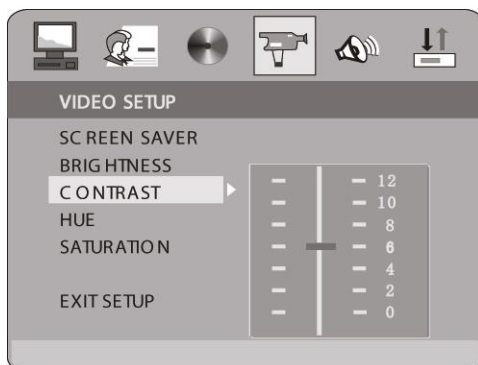 VIDEO SETUP
SCREEN SAVER
BRIGHTNESS
CONTRAST
HUE
SATURATION
EXIT SETUP
12
10
8
6
4
2
0